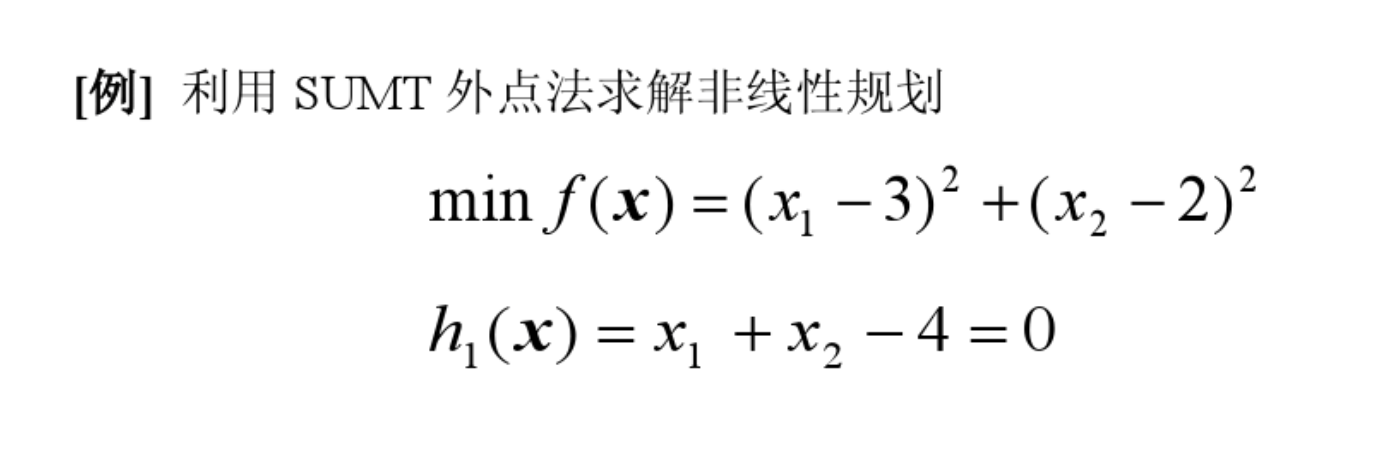 [例] 利用 SUMT 外点法求解非线性规划
min f(x) = (x₁ − 3)² + (x₂ − 2)²
h₁(x) = x₁ + x₂ − 4 = 0